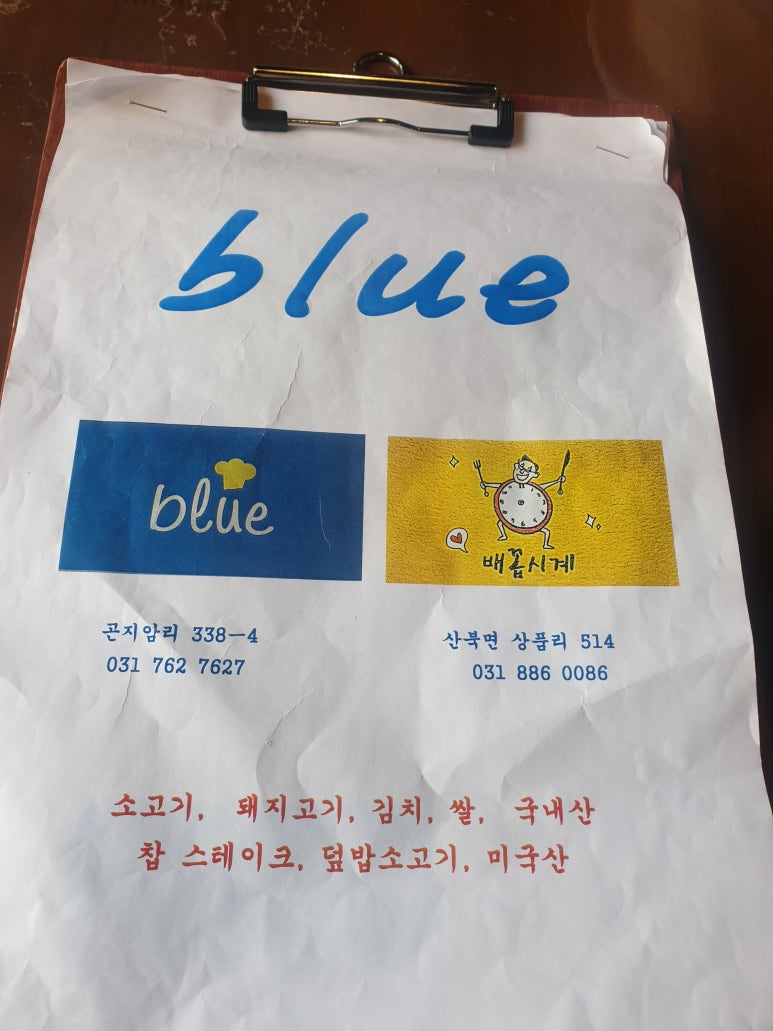 blue
blue
배꼽시계
곤지암리 338-4
031 762 7627
산북면 상품리 514
031 886 0086
소고기, 돼지고기, 김치, 쌀, 국내산
찹 스테이크, 덮밥소고기, 미국산